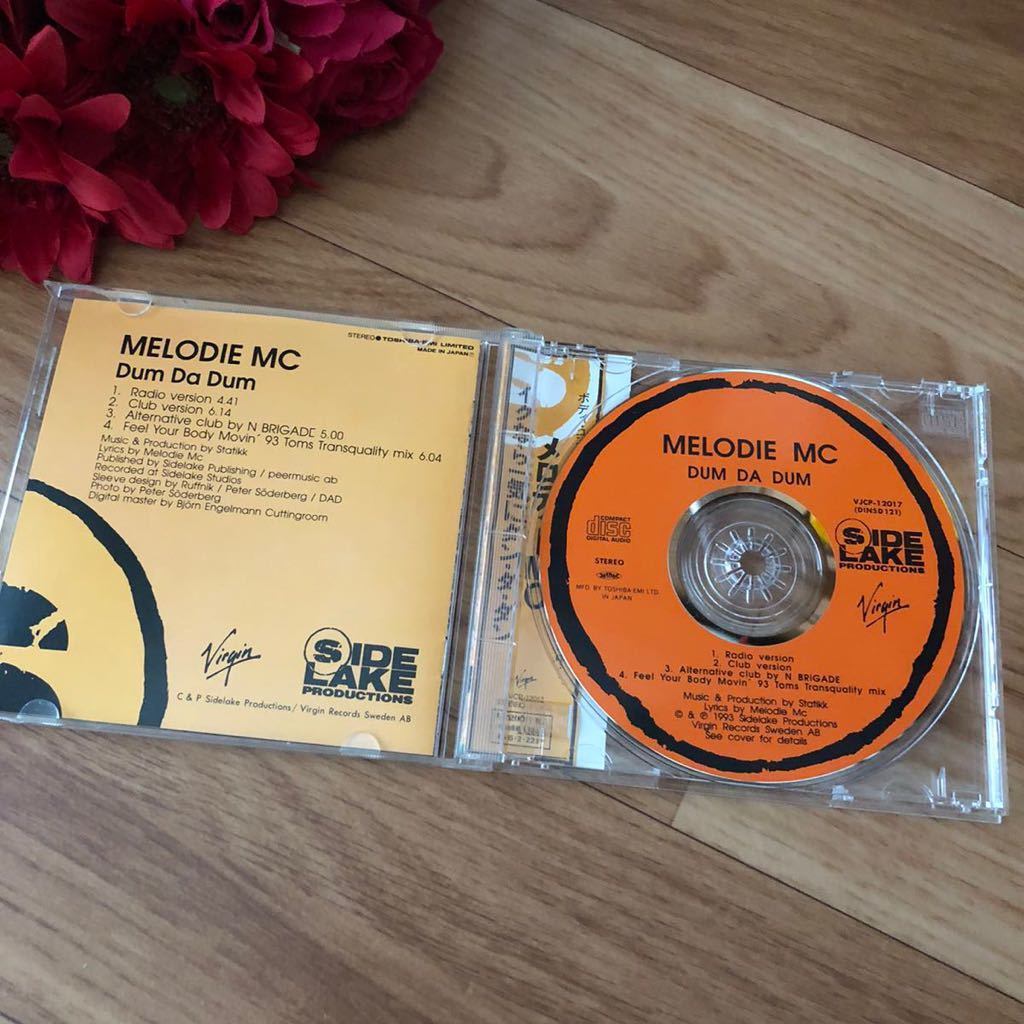 STEREO●TOSHIBA-EMI LIMITED
MADE IN JAPAN
MELODIE MC
Dum Da Dum
1. Radio version 4.41
2. Club version 6.14
3. Alternative club by N BRIGADE 5.00
4. Feel Your Body Movin´ 93 Toms Transquality mix 6.04
Music & Production by Statikk
Lyrics by Melodie Mc
Published by Sidelake Publishing / peermusic ab
Recorded at Sidelake Studios
Sleeve design by Ruffnik / Peter Söderberg / DAD
Photo by Peter Söderberg
Digital master by Björn Engelmann Cuttingroom
Virgin
SIDE
LAKE
PRODUCTIONS
C & P Sidelake Productions / Virgin Records Sweden AB
MELODIE MC
DUM DA DUM
VJCP-12017
(DINSD 121)
COMPACT
disc
DIGITAL AUDIO
STEREO
MFD. BY TOSHIBA-EMI LTD.
IN JAPAN
SIDE
LAKE
PRODUCTIONS
Virgin
1. Radio version
2. Club version
3. Alternative club by N BRIGADE
4. Feel Your Body Movin´ 93 Toms Transquality mix
Music & Production by Statikk
Lyrics by Melodie Mc
© & ℗ 1993 Sidelake Productions
Virgin Records Sweden AB
See cover for details